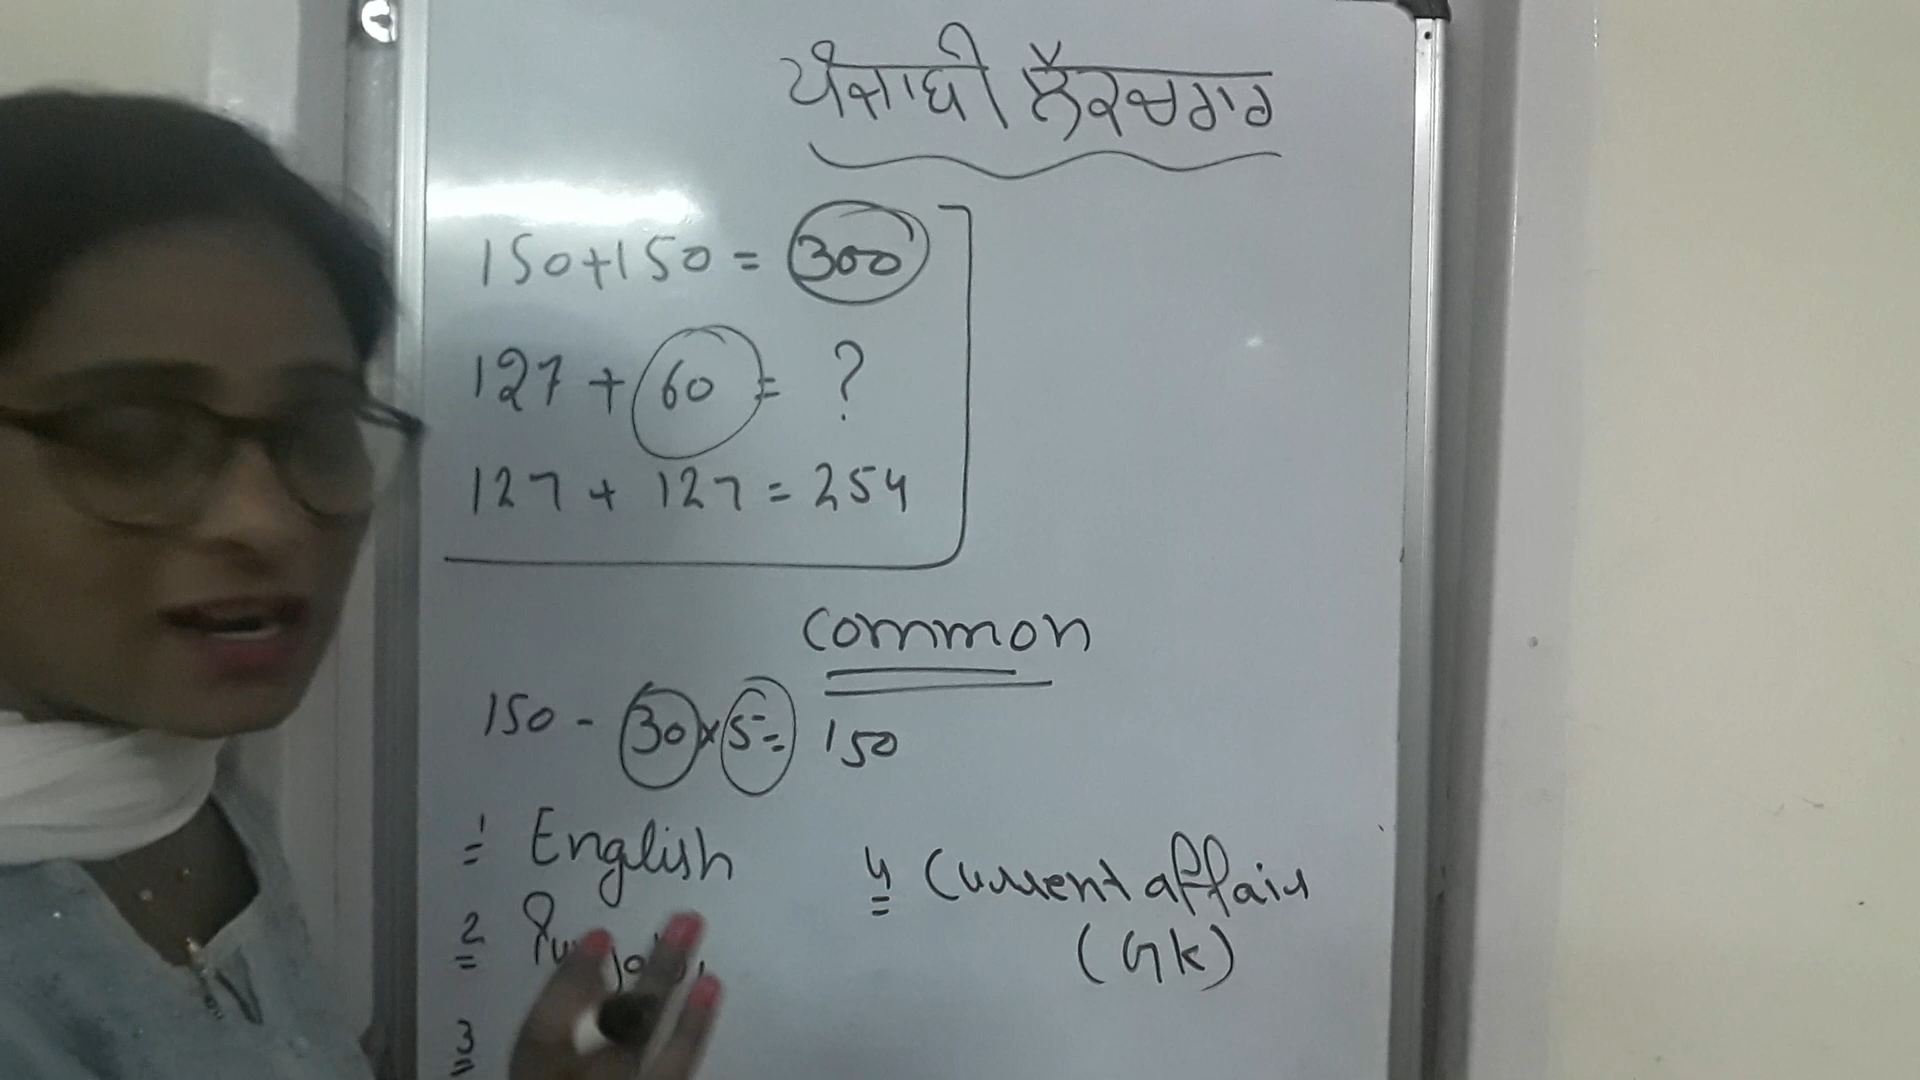 ਪੰਜਾਬੀ ਲੈਕਚਰਾਰ
150+150 = 300
127 + 60 = ?
127 + 127 = 254
Common
150 - 30 × 5 = 150
1 English
4 Current affair
2
(GK)
3